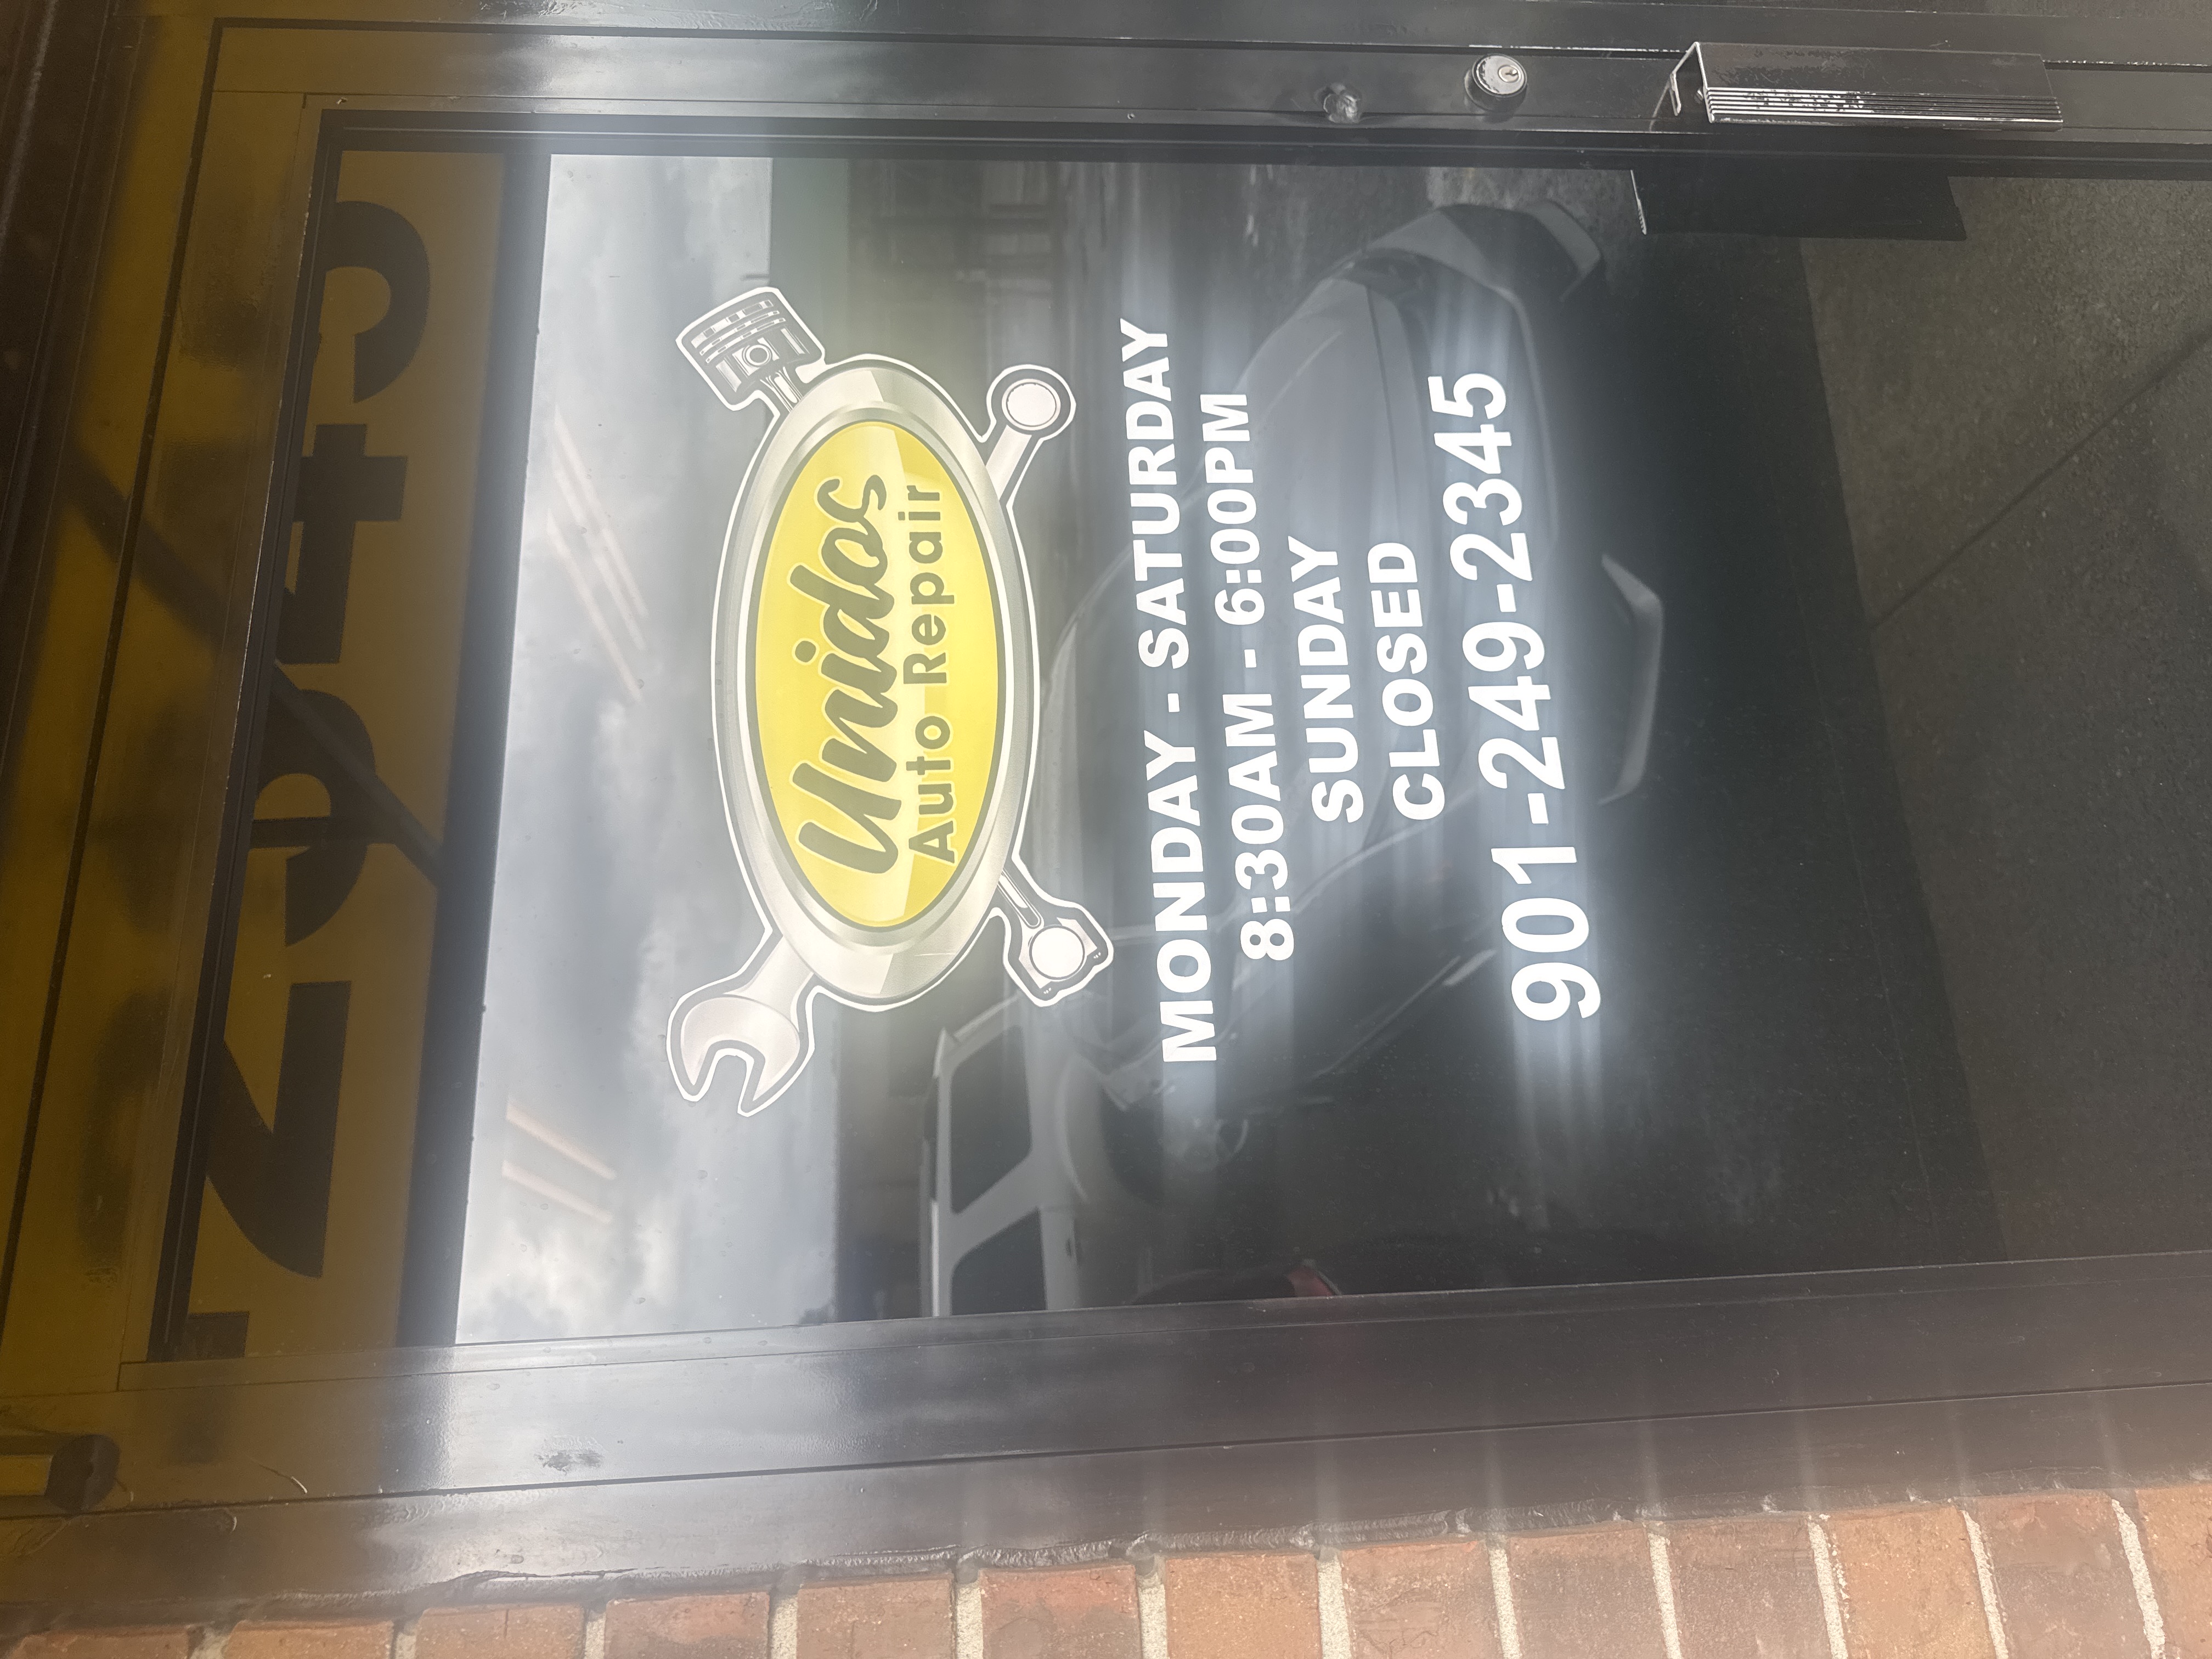 Unidos
Auto Repair
MONDAY - SATURDAY
8:30AM - 6:00PM
SUNDAY
CLOSED
901-249-2345